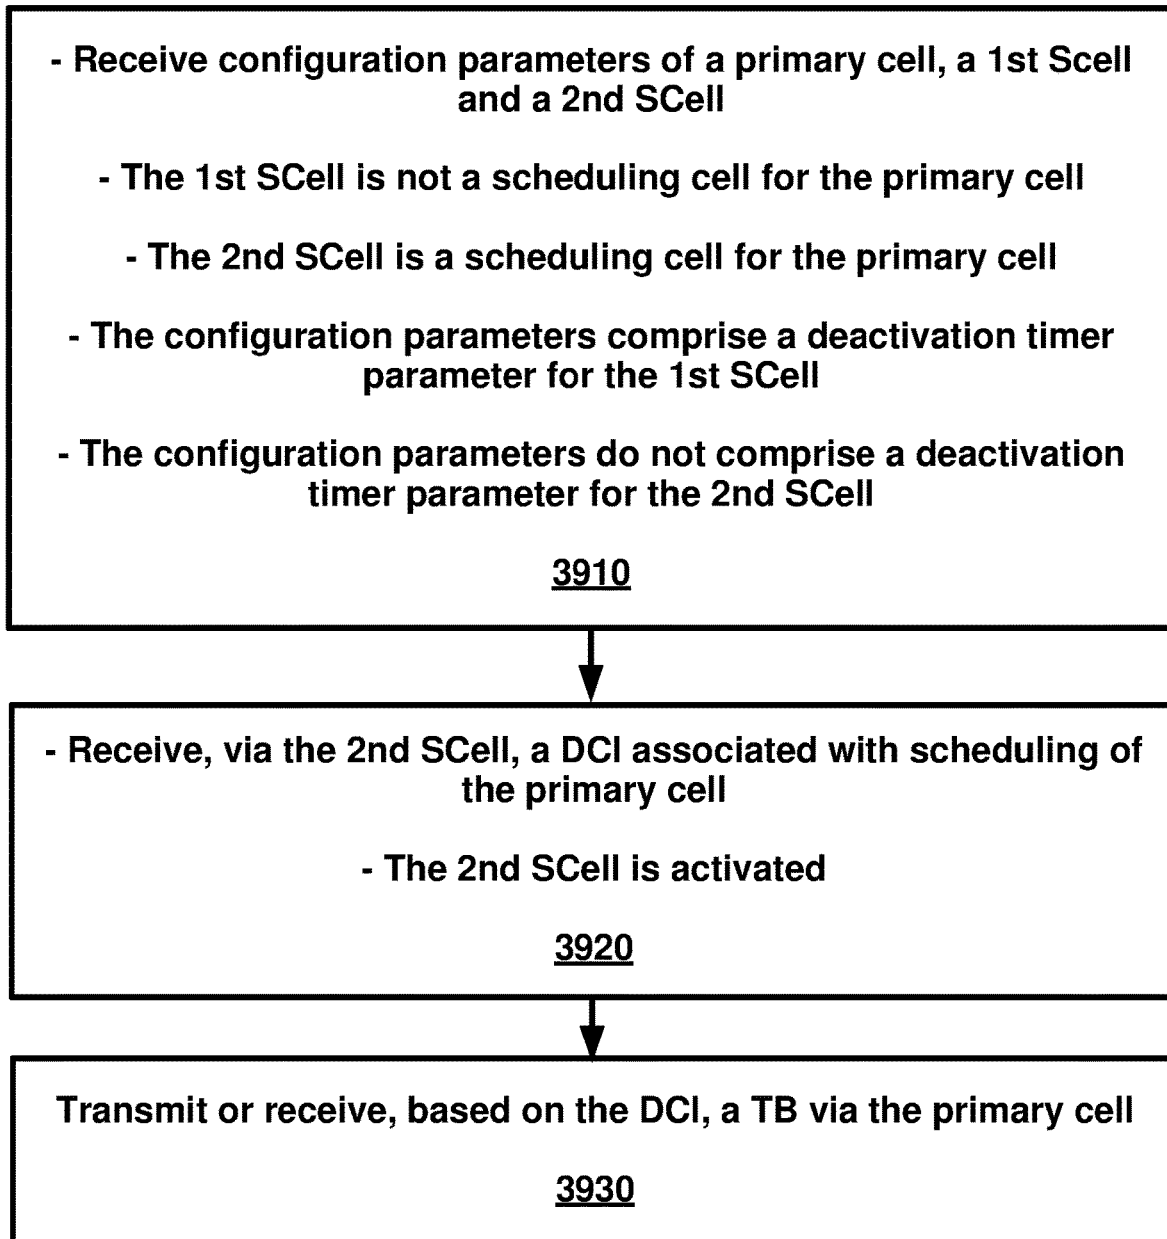 - Receive configuration parameters of a primary cell, a 1st Scell
and a 2nd SCell
- The 1st SCell is not a scheduling cell for the primary cell
- The 2nd SCell is a scheduling cell for the primary cell
- The configuration parameters comprise a deactivation timer
parameter for the 1st SCell
- The configuration parameters do not comprise a deactivation
timer parameter for the 2nd SCell
3910
- Receive, via the 2nd SCell, a DCI associated with scheduling of
the primary cell
- The 2nd SCell is activated
3920
Transmit or receive, based on the DCI, a TB via the primary cell
3930